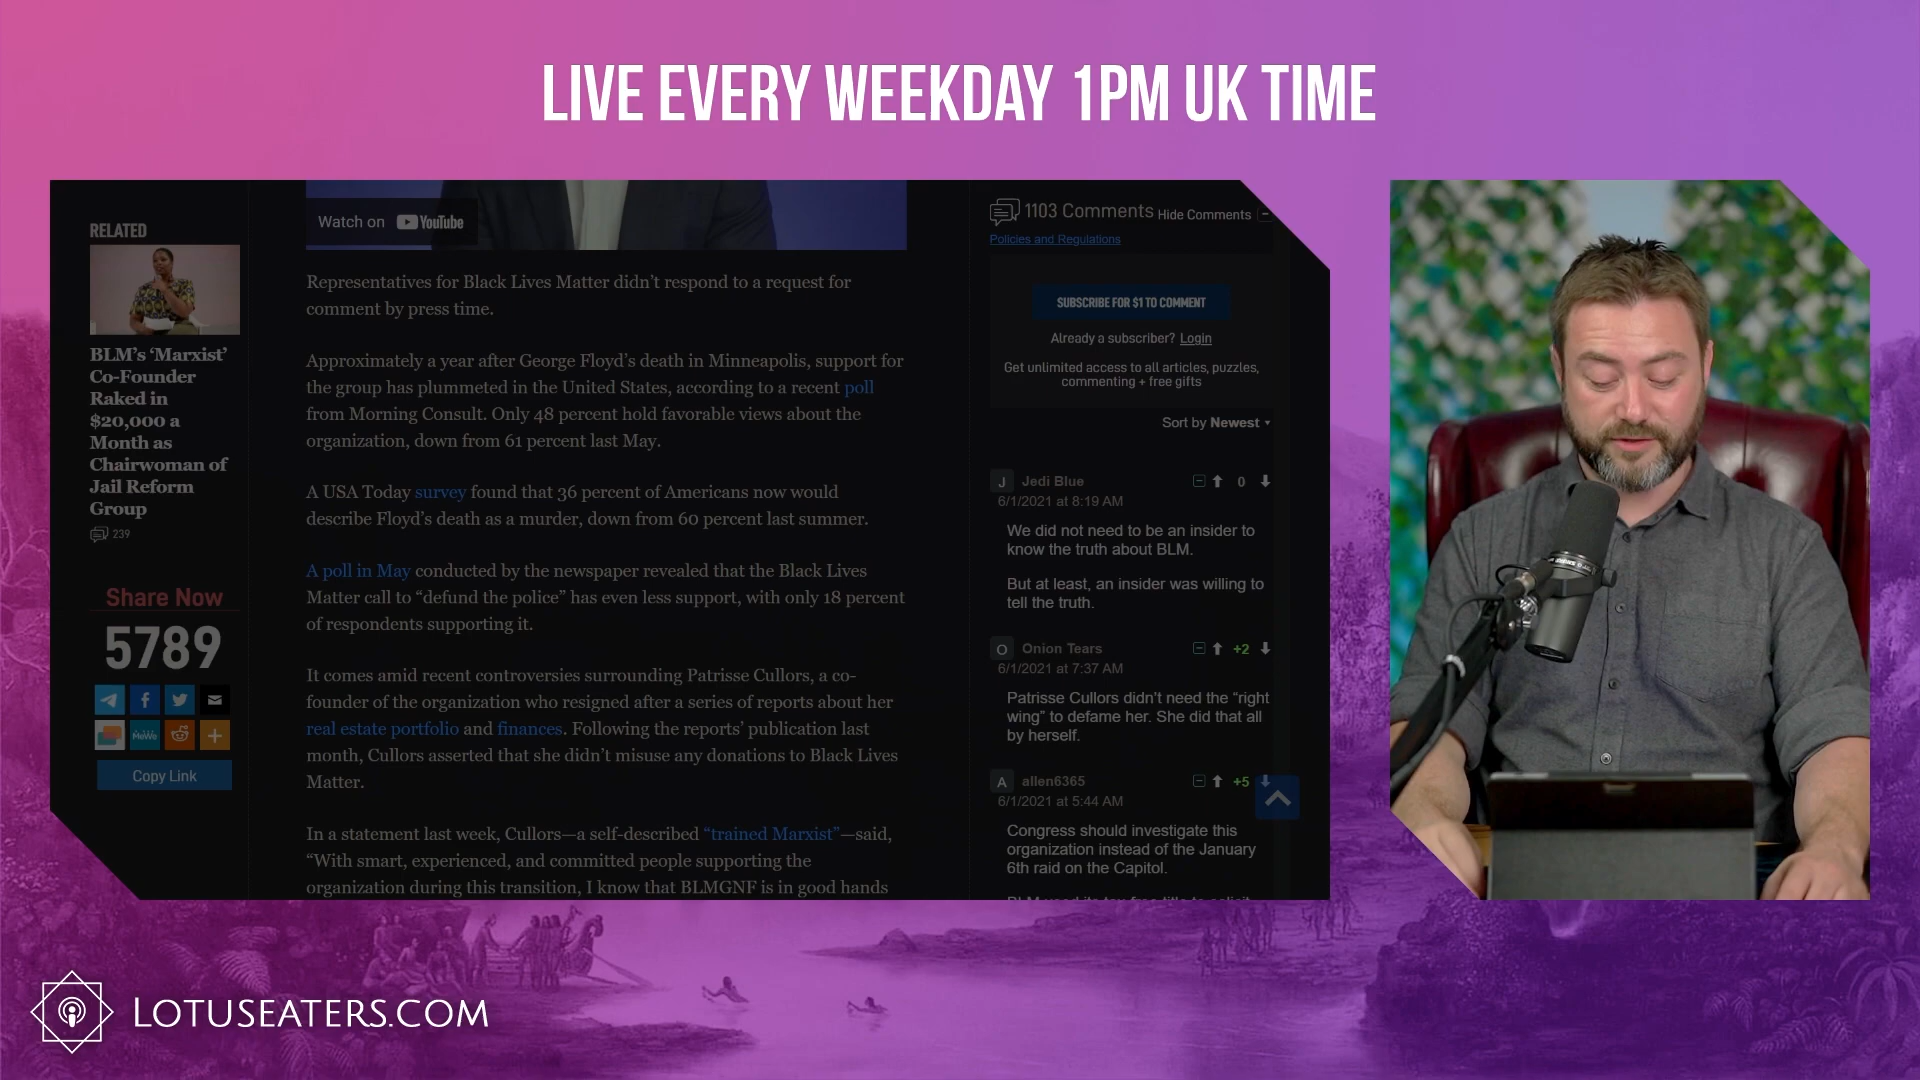 LIVE EVERY WEEKDAY 1PM UK TIME
RELATED
BLM's 'Marxist'
Co-Founder
Raked in
$20,000 a
Month as
Chairwoman of
Jail Reform
Group
239
Share Now
5789
MeWe
Copy Link
Watch on YouTube
Representatives for Black Lives Matter didn't respond to a request for
comment by press time.
Approximately a year after George Floyd's death in Minneapolis, support for
the group has plummeted in the United States, according to a recent poll
from Morning Consult. Only 48 percent hold favorable views about the
organization, down from 61 percent last May.
A USA Today survey found that 36 percent of Americans now would
describe Floyd's death as a murder, down from 60 percent last summer.
A poll in May conducted by the newspaper revealed that the Black Lives
Matter call to “defund the police” has even less support, with only 18 percent
of respondents supporting it.
It comes amid recent controversies surrounding Patrisse Cullors, a co-
founder of the organization who resigned after a series of reports about her
real estate portfolio and finances. Following the reports' publication last
month, Cullors asserted that she didn't misuse any donations to Black Lives
Matter.
In a statement last week, Cullors—a self-described “trained Marxist”—said,
“With smart, experienced, and committed people supporting the
organization during this transition, I know that BLMGNF is in good hands
1103 Comments Hide Comments
Policies and Regulations
SUBSCRIBE FOR $1 TO COMMENT
Already a subscriber? Login
Get unlimited access to all articles, puzzles,
commenting + free gifts
Sort by Newest
J Jedi Blue 0
6/1/2021 at 8:19 AM
We did not need to be an insider to
know the truth about BLM.
But at least, an insider was willing to
tell the truth.
O Onion Tears +2
6/1/2021 at 7:37 AM
Patrisse Cullors didn't need the “right
wing” to defame her. She did that all
by herself.
A allen6365 +5
6/1/2021 at 5:44 AM
Congress should investigate this
organization instead of the January
6th raid on the Capitol.
LOTUSEATERS.COM